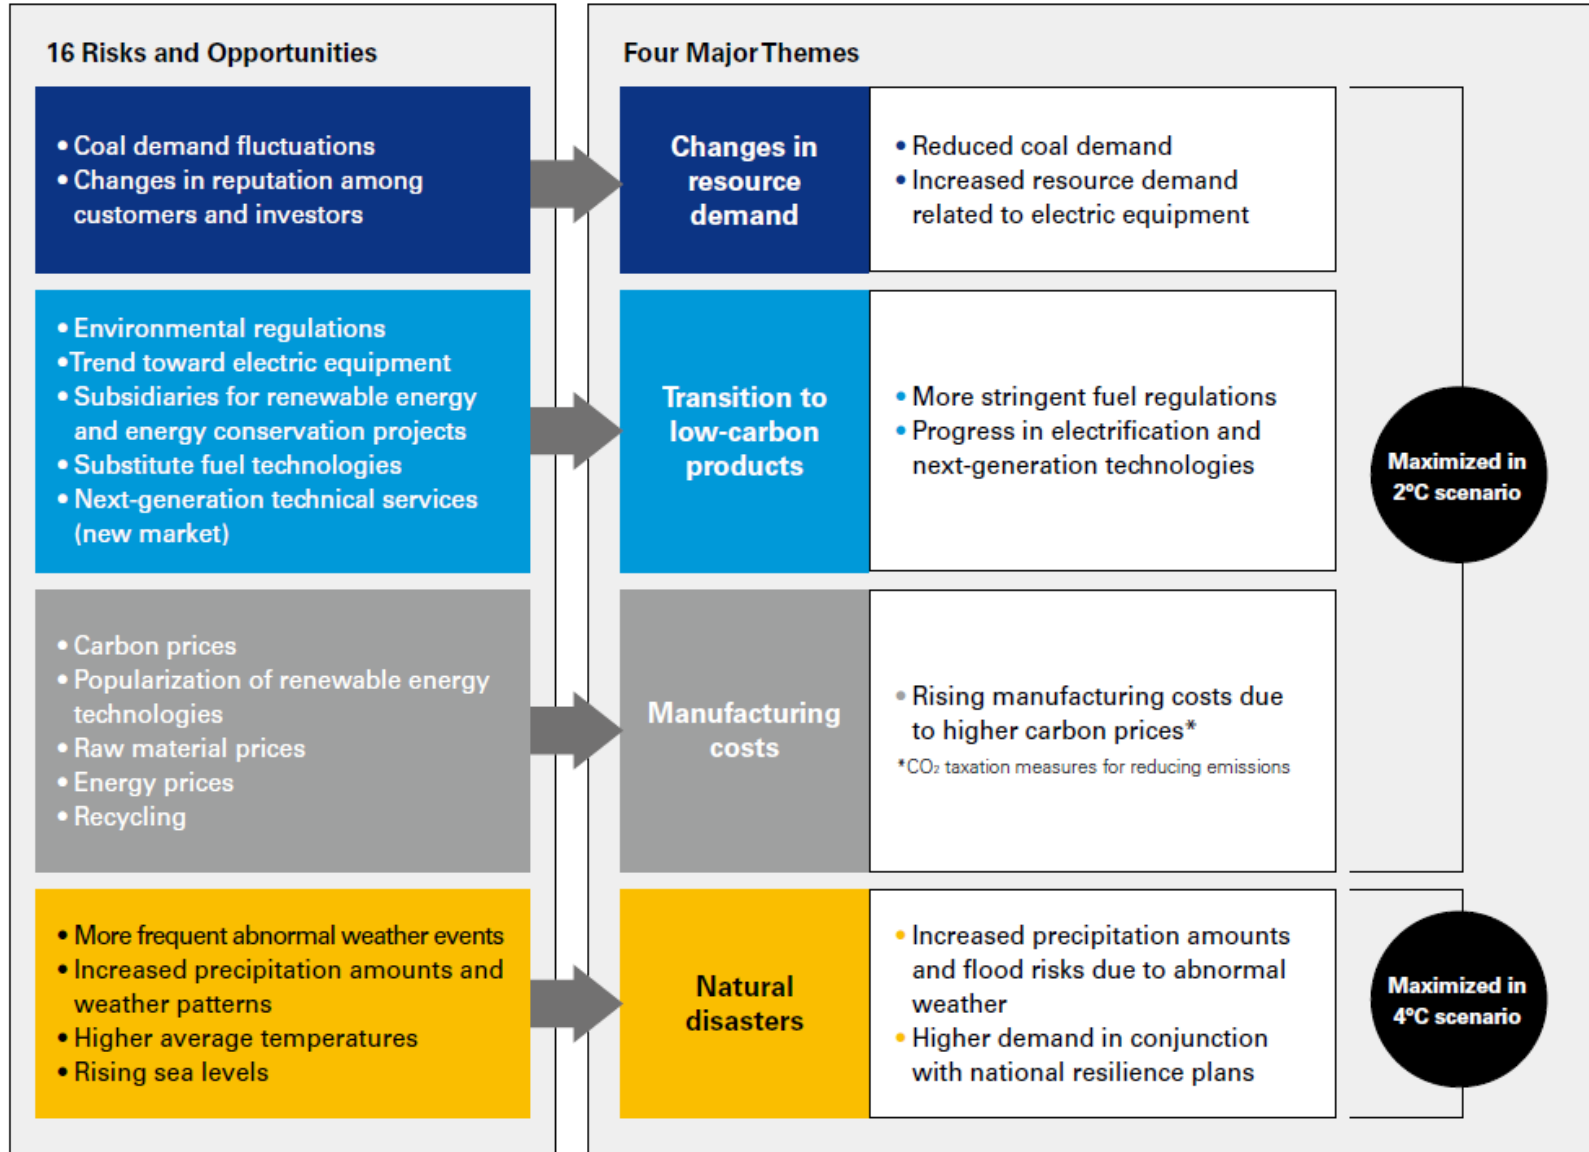 16 Risks and Opportunities
• Coal demand fluctuations
• Changes in reputation among
customers and investors
• Environmental regulations
•Trend toward electric equipment
• Subsidiaries for renewable energy
and energy conservation projects
• Substitute fuel technologies
• Next-generation technical services
(new market)
• Carbon prices
• Popularization of renewable energy
technologies
• Raw material prices
• Energy prices
• Recycling
• More frequent abnormal weather events
• Increased precipitation amounts and
weather patterns
• Higher average temperatures
• Rising sea levels
Four Major Themes
Changes in
resource
demand
• Reduced coal demand
• Increased resource demand
related to electric equipment
Transition to
low-carbon
products
• More stringent fuel regulations
• Progress in electrification and
next-generation technologies
Manufacturing
costs
• Rising manufacturing costs due
to higher carbon prices*
*CO₂ taxation measures for reducing emissions
Natural
disasters
• Increased precipitation amounts
and flood risks due to abnormal
weather
• Higher demand in conjunction
with national resilience plans
Maximized in
2°C scenario
Maximized in
4°C scenario